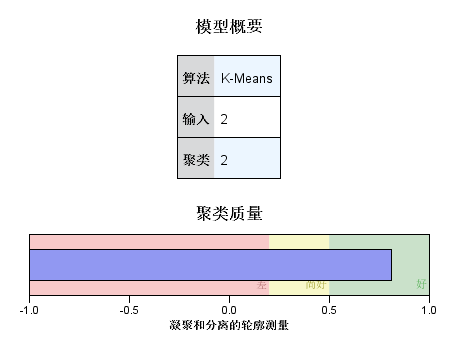 模型概要
算法 K-Means
输入 2
聚类 2
聚类质量
差 尚好 好
-1.0 -0.5 0.0 0.5 1.0
凝聚和分离的轮廓测量